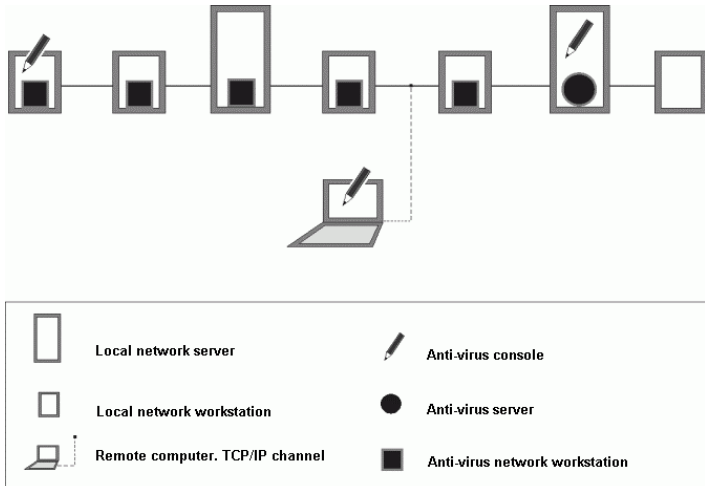 Local network server
Anti-virus console
Local network workstation
Anti-virus server
Remote computer. TCP/IP channel
Anti-virus network workstation